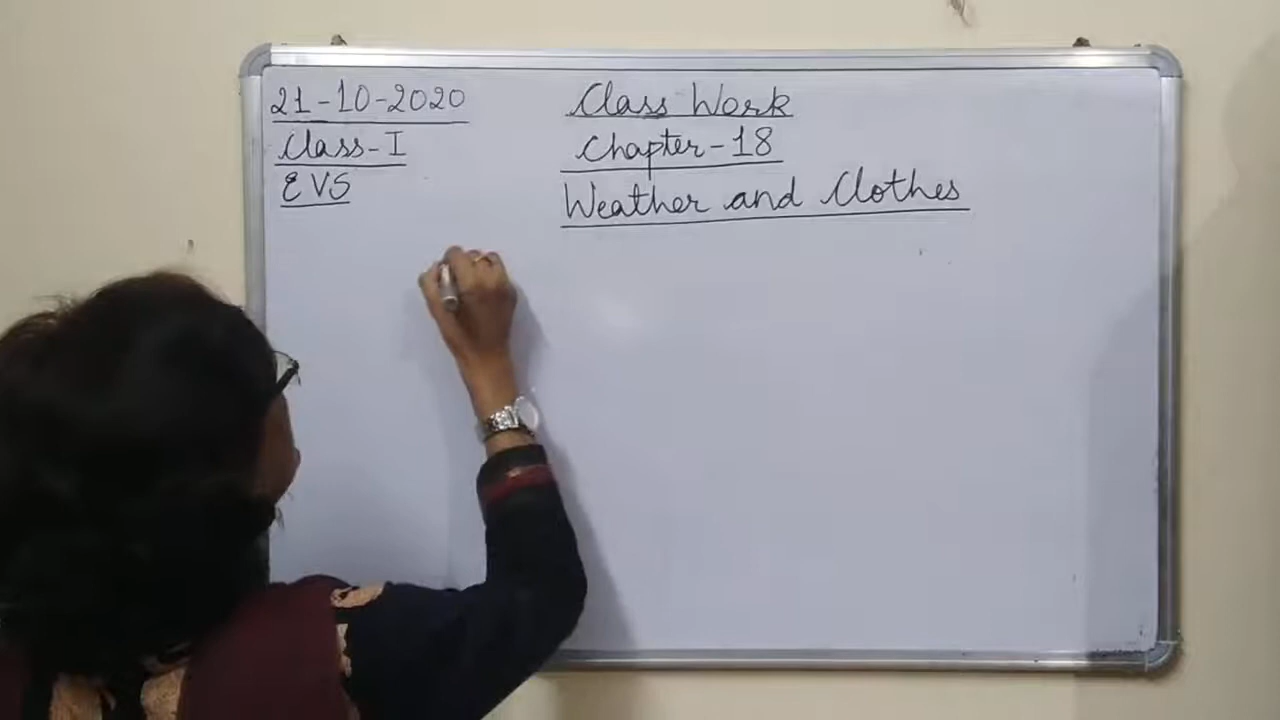 21-10-2020
Class-I
EVS
Class Work
Chapter-18
Weather and Clothes